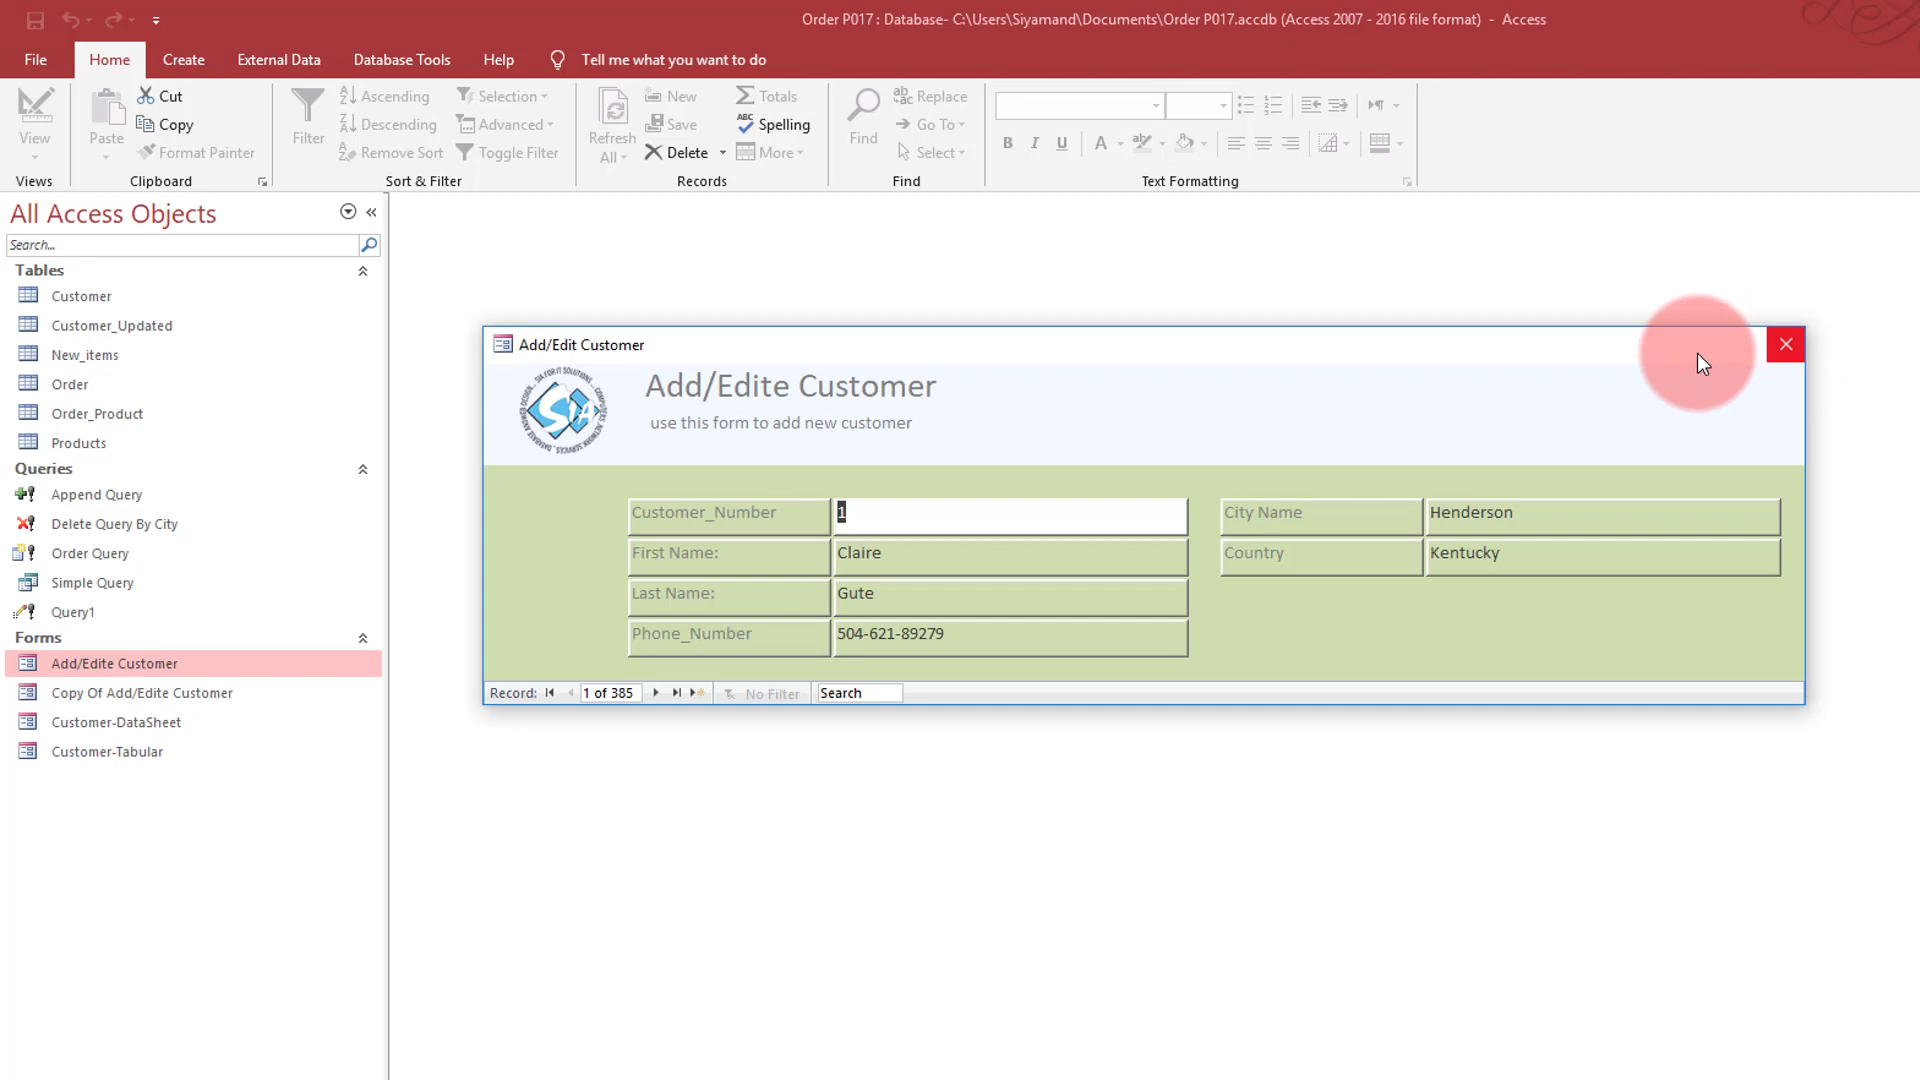 Order P017 : Database- C:\Users\Siyamand\Documents\Order P017.accdb (Access 2007 - 2016 file format) - Access
File Home Create External Data Database Tools Help Tell me what you want to do
View
Views
Paste
Cut
Copy
Format Painter
Clipboard
Filter
Ascending
Descending
Remove Sort
Selection
Advanced
Toggle Filter
Sort & Filter
Refresh
All
New
Save
Delete
Totals
Spelling
More
Records
Find
Replace
Go To
Select
Find
B I U A
Text Formatting
All Access Objects
Search...
Tables
Customer
Customer_Updated
New_items
Order
Order_Product
Products
Queries
Append Query
Delete Query By City
Order Query
Simple Query
Query1
Forms
Add/Edite Customer
Copy Of Add/Edite Customer
Customer-DataSheet
Customer-Tabular
Add/Edit Customer
Add/Edite Customer
use this form to add new customer
SIA
Customer_Number 1
First Name: Claire
Last Name: Gute
Phone_Number 504-621-89279
City Name Henderson
Country Kentucky
Record: 1 of 385 No Filter Search